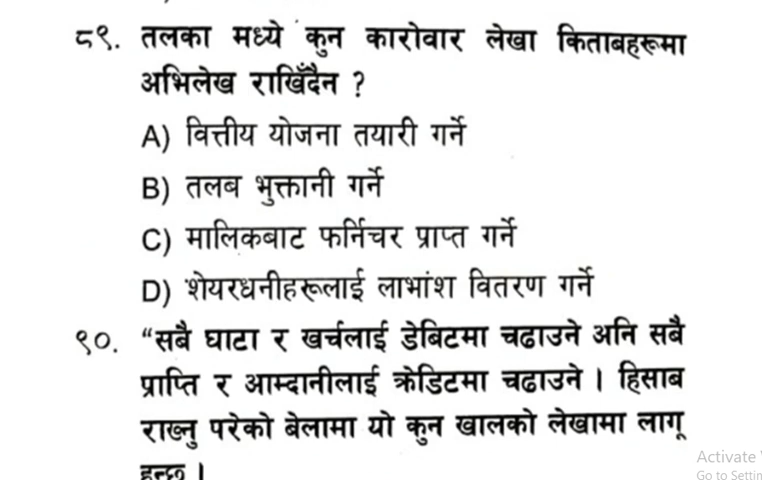 ८९. तलका मध्ये कुन कारोवार लेखा किताबहरूमा
अभिलेख राखिँदैन ?
A) वित्तीय योजना तयारी गर्ने
B) तलब भुक्तानी गर्ने
C) मालिकबाट फर्निचर प्राप्त गर्ने
D) शेयरधनीहरूलाई लाभांश वितरण गर्ने
९०. “सबै घाटा र खर्चलाई डेबिटमा चढाउने अनि सबै
प्राप्ति र आम्दानीलाई क्रेडिटमा चढाउने । हिसाब
राख्नु परेको बेलामा यो कुन खालको लेखामा लागू
हुन्छ ।
Activate
Go to Settin